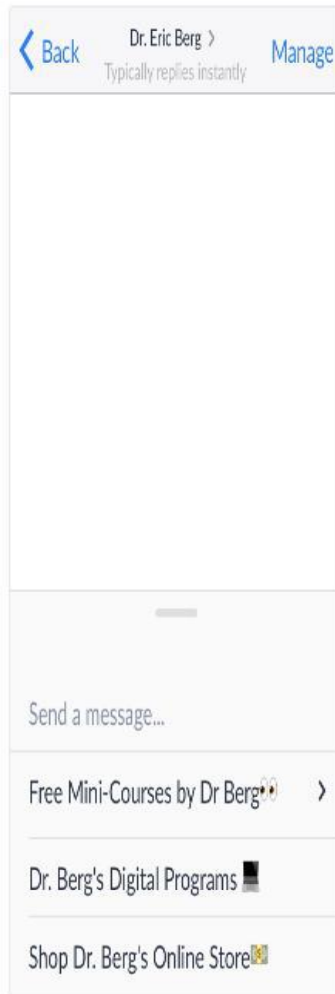 Back
Dr. Eric Berg >
Manage
Typically replies instantly
Send a message...
Free Mini-Courses by Dr Berg👀 >
Dr. Berg's Digital Programs
Shop Dr. Berg's Online Store